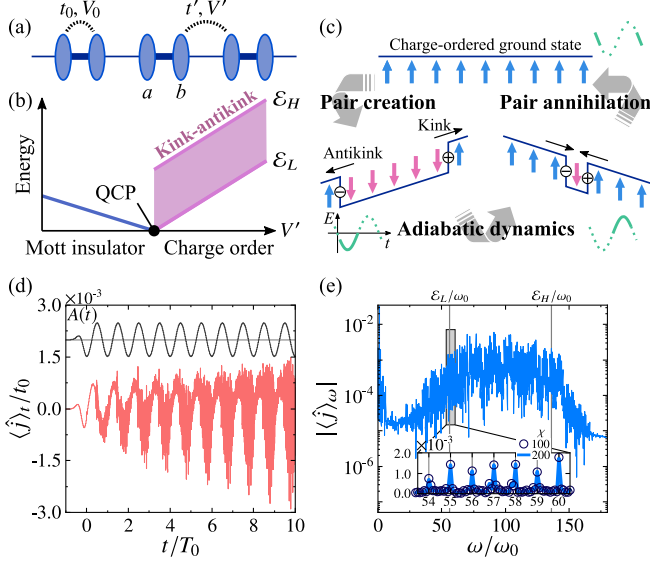 (a)
t₀, V₀
t′, V′
a
b
(b)
Energy
Kink-antikink
ℰ_H
ℰ_L
QCP
Mott insulator
Charge order
V′
(c)
Charge-ordered ground state
Pair creation
Pair annihilation
Kink
Antikink
E
t
Adiabatic dynamics
(d)
×10⁻³
A(t)
⟨ĵ⟩t/t₀
3.0
1.5
0.0
-1.5
-3.0
0 2 4 6 8 10
t/T₀
(e)
ℰ_L/ω₀
ℰ_H/ω₀
|⟨ĵ⟩ω|
10⁻²
10⁻⁴
10⁻⁶
×10⁻³
χ
100
200
2.0
1.0
0.0
54 55 56 57 58 59 60
0 50 100 150
ω/ω₀